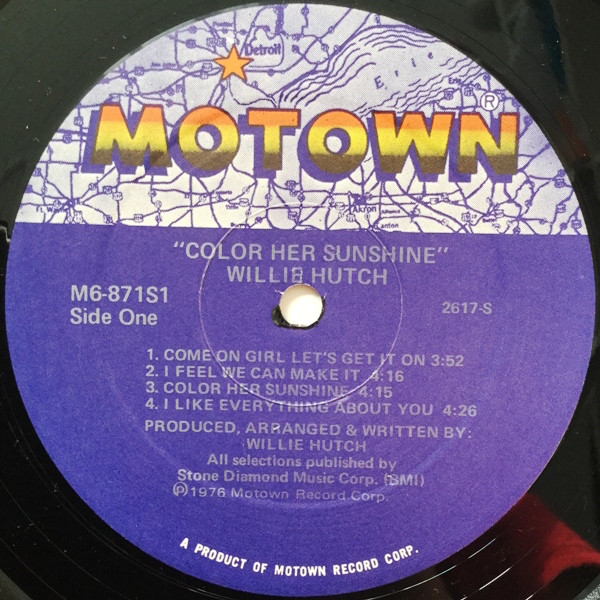 Detroit
Erie
MOTOWN®
Akron
Canton
"COLOR HER SUNSHINE"
WILLIE HUTCH
M6-871S1
Side One
2617-S
1. COME ON GIRL LET'S GET IT ON 3:52
2. I FEEL WE CAN MAKE IT 4:16
3. COLOR HER SUNSHINE 4:15
4. I LIKE EVERYTHING ABOUT YOU 4:26
PRODUCED, ARRANGED & WRITTEN BY:
WILLIE HUTCH
All selections published by
Stone Diamond Music Corp. (BMI)
℗1976 Motown Record Corp.
A PRODUCT OF MOTOWN RECORD CORP.